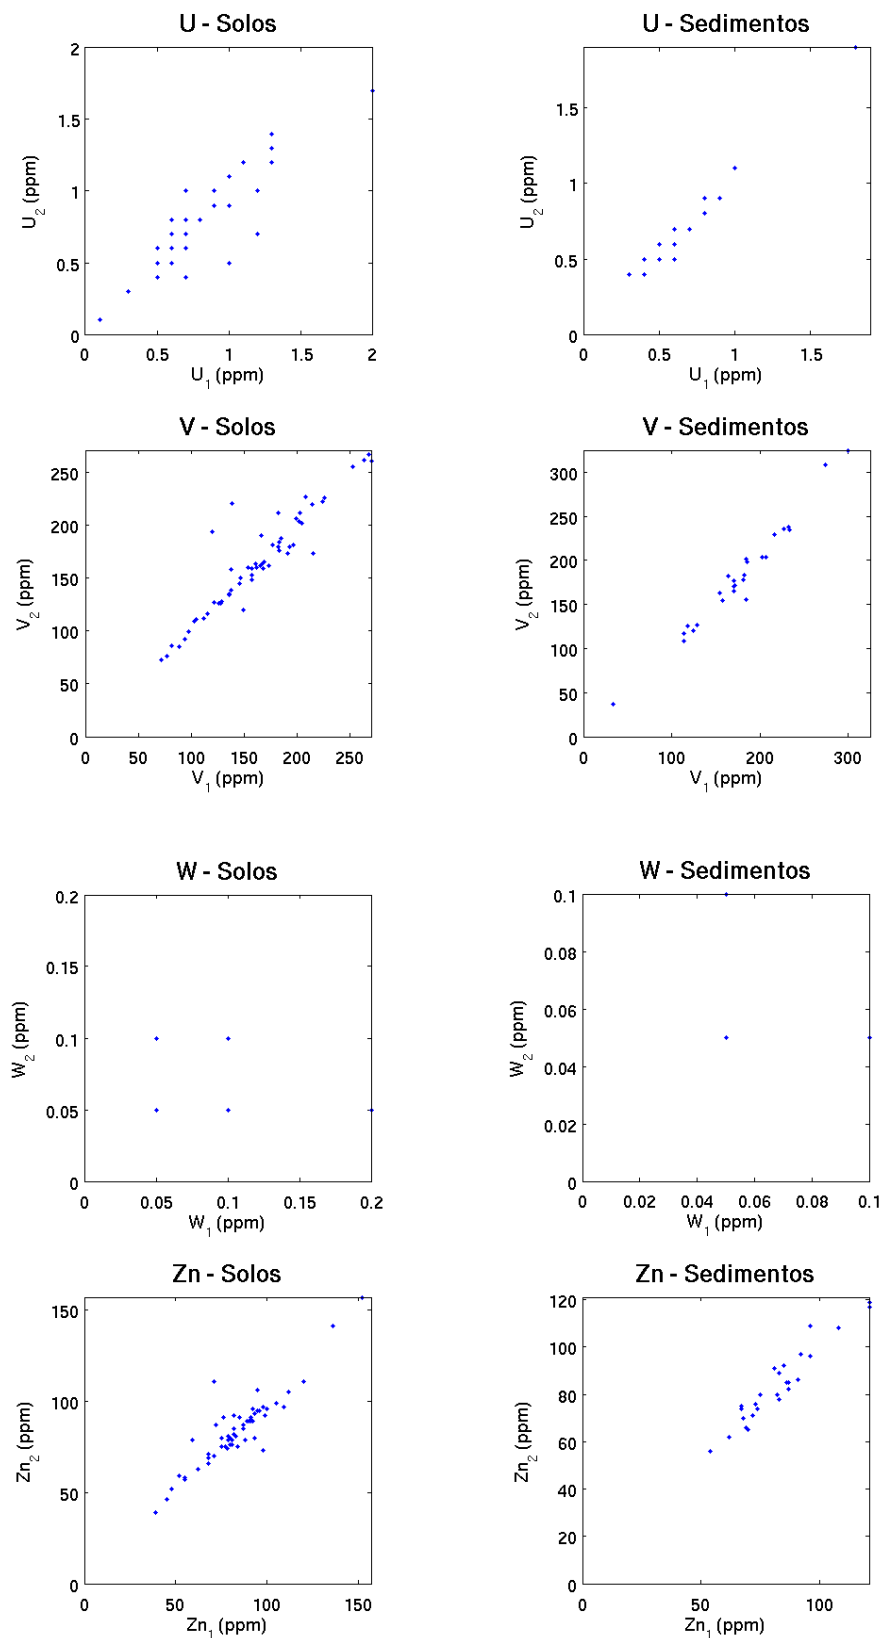 U - Solos
2
1.5
1
0.5
0
U2 (ppm)
0 0.5 1 1.5 2
U1 (ppm)
U - Sedimentos
1.5
1
0.5
0
U2 (ppm)
0 0.5 1 1.5
U1 (ppm)
V - Solos
250
200
150
100
50
0
V2 (ppm)
0 50 100 150 200 250
V1 (ppm)
V - Sedimentos
300
250
200
150
100
50
0
V2 (ppm)
0 100 200 300
V1 (ppm)
W - Solos
0.2
0.15
0.1
0.05
0
W2 (ppm)
0 0.05 0.1 0.15 0.2
W1 (ppm)
W - Sedimentos
0.1
0.08
0.06
0.04
0.02
0
W2 (ppm)
0 0.02 0.04 0.06 0.08 0.1
W1 (ppm)
Zn - Solos
150
100
50
0
Zn2 (ppm)
0 50 100 150
Zn1 (ppm)
Zn - Sedimentos
120
100
80
60
40
20
0
Zn2 (ppm)
0 50 100
Zn1 (ppm)